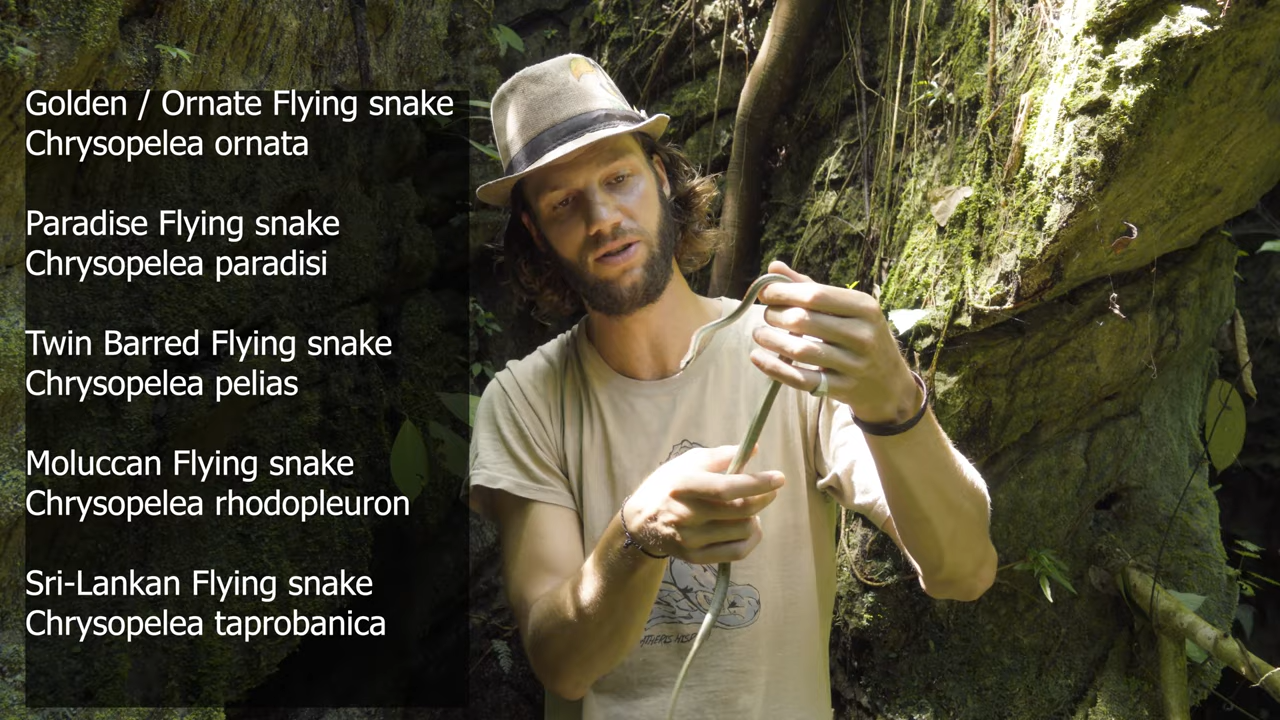 Golden / Ornate Flying snake
Chrysopelea ornata
Paradise Flying snake
Chrysopelea paradisi
Twin Barred Flying snake
Chrysopelea pelias
Moluccan Flying snake
Chrysopelea rhodopleuron
Sri-Lankan Flying snake
Chrysopelea taprobanica